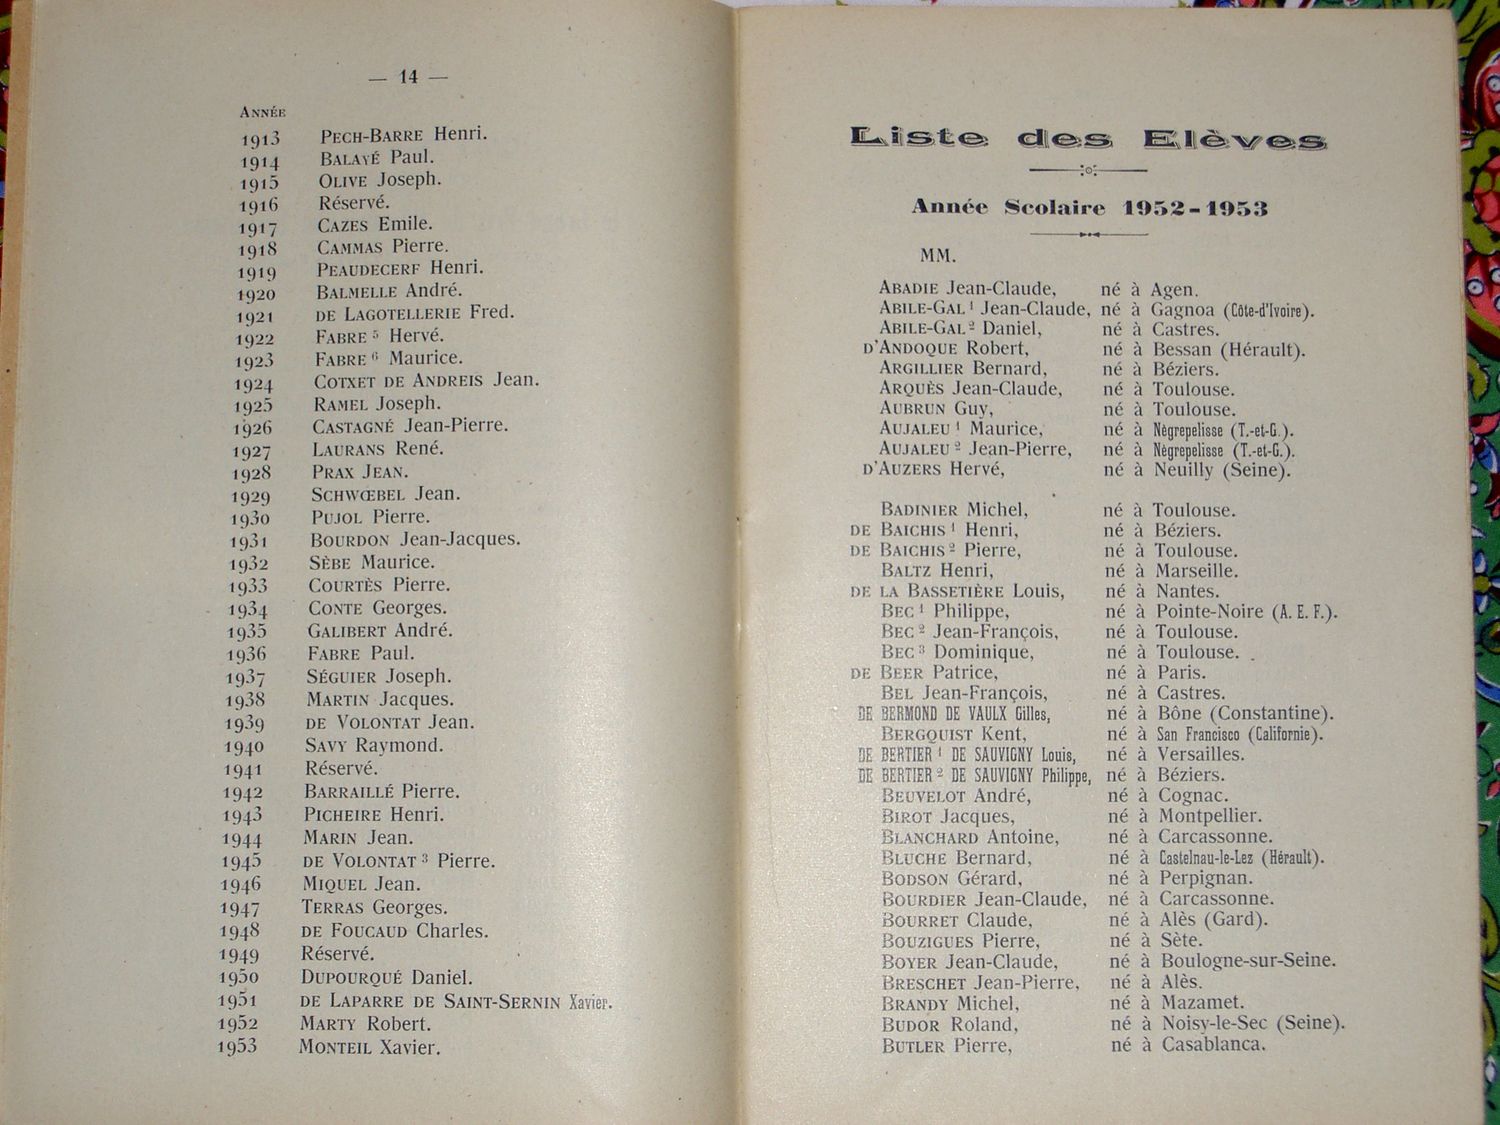 — 14 —
ANNÉE
1913 PECH-BARRE Henri.
1914 BALAYÉ Paul.
1915 OLIVE Joseph.
1916 Réservé.
1917 CAZES Emile.
1918 CAMMAS Pierre.
1919 PEAUDECERF Henri.
1920 BALMELLE André.
1921 DE LAGOTELLERIE Fred.
1922 FABRE 5 Hervé.
1923 FABRE 6 Maurice.
1924 COTXET DE ANDREIS Jean.
1925 RAMEL Joseph.
1926 CASTAGNÉ Jean-Pierre.
1927 LAURANS René.
1928 PRAX JEAN.
1929 SCHWŒBEL Jean.
1930 PUJOL Pierre.
1931 BOURDON Jean-Jacques.
1932 SÈBE Maurice.
1933 COURTÈS Pierre.
1934 CONTE Georges.
1935 GALIBERT André.
1936 FABRE Paul.
1937 SÉGUIER Joseph.
1938 MARTIN Jacques.
1939 DE VOLONTAT Jean.
1940 SAVY Raymond.
1941 Réservé.
1942 BARRAILLÉ Pierre.
1943 PICHEIRE Henri.
1944 MARIN Jean.
1945 DE VOLONTAT 3 Pierre.
1946 MIQUEL Jean.
1947 TERRAS Georges.
1948 DE FOUCAUD Charles.
1949 Réservé.
1950 DUPOURQUÉ Daniel.
1951 DE LAPARRE DE SAINT-SERNIN Xavier.
1952 MARTY Robert.
1953 MONTEIL Xavier.
Liste des Elèves
Année Scolaire 1952-1953
MM.
ABADIE Jean-Claude, né à Agen.
ABILE-GAL 1 Jean-Claude, né à Gagnoa (Côte-d'Ivoire).
ABILE-GAL 2 Daniel, né à Castres.
D'ANDOQUE Robert, né à Bessan (Hérault).
ARGILLIER Bernard, né à Béziers.
ARQUÈS Jean-Claude, né à Toulouse.
AUBRUN Guy, né à Toulouse.
AUJALEU 1 Maurice, né à Nègrepelisse (T.-et-G.).
AUJALEU 2 Jean-Pierre, né à Nègrepelisse (T.-et-G.).
D'AUZERS Hervé, né à Neuilly (Seine).
BADINIER Michel, né à Toulouse.
DE BAICHIS 1 Henri, né à Béziers.
DE BAICHIS 2 Pierre, né à Toulouse.
BALTZ Henri, né à Marseille.
DE LA BASSETIÈRE Louis, né à Nantes.
BEC 1 Philippe, né à Pointe-Noire (A. E. F.).
BEC 2 Jean-François, né à Toulouse.
BEC 3 Dominique, né à Toulouse.
DE BEER Patrice, né à Paris.
BEL Jean-François, né à Castres.
DE BERMOND DE VAULX Gilles, né à Bône (Constantine).
BERGQUIST Kent, né à San Francisco (Californie).
DE BERTIER 1 DE SAUVIGNY Louis, né à Versailles.
DE BERTIER 2 DE SAUVIGNY Philippe, né à Béziers.
BEUVELOT André, né à Cognac.
BIROT Jacques, né à Montpellier.
BLANCHARD Antoine, né à Carcassonne.
BLUCHE Bernard, né à Castelnau-le-Lez (Hérault).
BODSON Gérard, né à Perpignan.
BOURDIER Jean-Claude, né à Carcassonne.
BOURRET Claude, né à Alès (Gard).
BOUZIGUES Pierre, né à Sète.
BOYER Jean-Claude, né à Boulogne-sur-Seine.
BRESCHET Jean-Pierre, né à Alès.
BRANDY Michel, né à Mazamet.
BUDOR Roland, né à Noisy-le-Sec (Seine).
BUTLER Pierre, né à Casablanca.